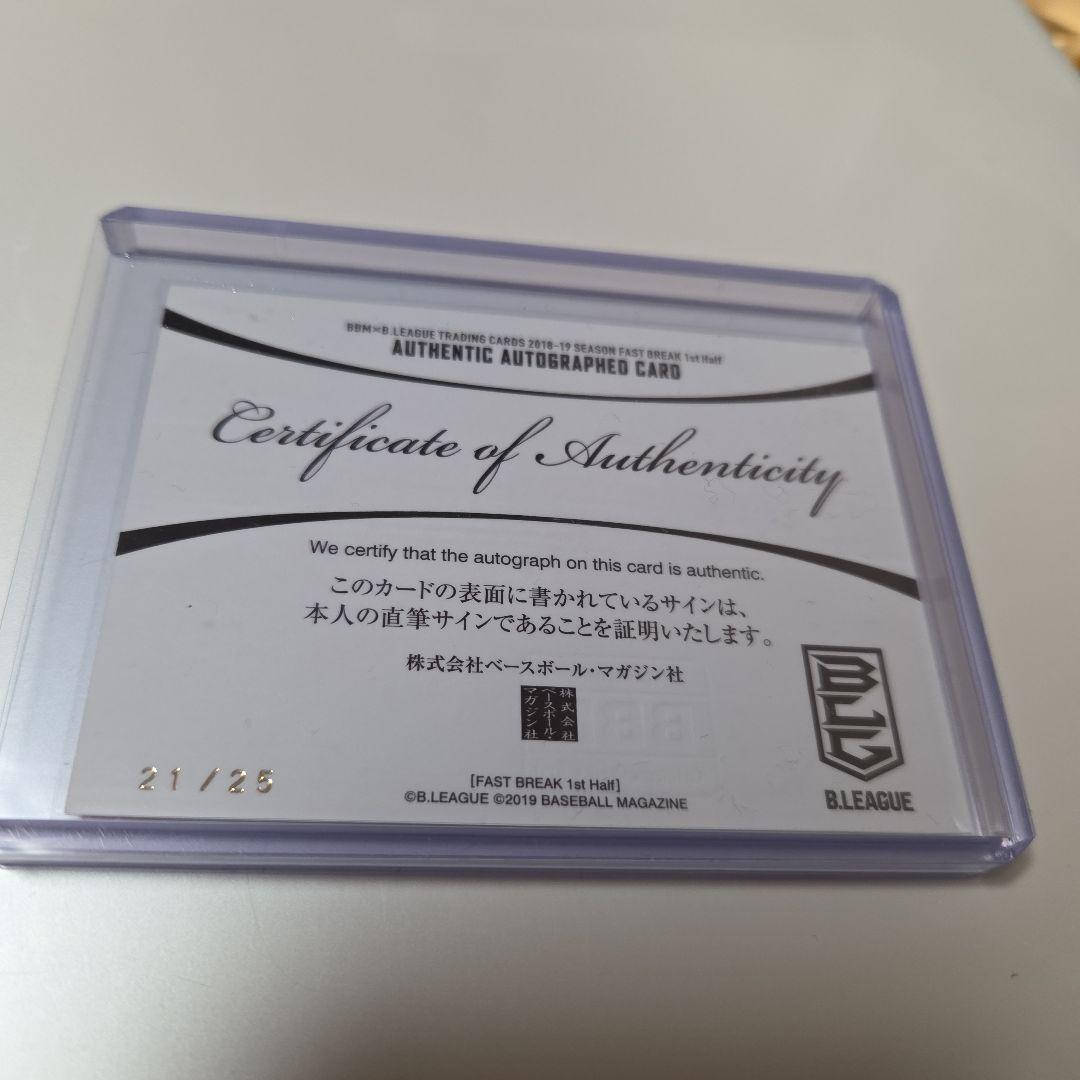 BBM×B.LEAGUE TRADING CARDS 2018-19 SEASON FAST BREAK 1st Half
AUTHENTIC AUTOGRAPHED CARD
Certificate of Authenticity
We certify that the autograph on this card is authentic.
このカードの表面に書かれているサインは、
本人の直筆サインであることを証明いたします。
株式会社ベースボール・マガジン社
株式会社
ベースボール・
マガジン社
BLG
B.LEAGUE
21/25
[FAST BREAK 1st Half]
©B.LEAGUE ©2019 BASEBALL MAGAZINE